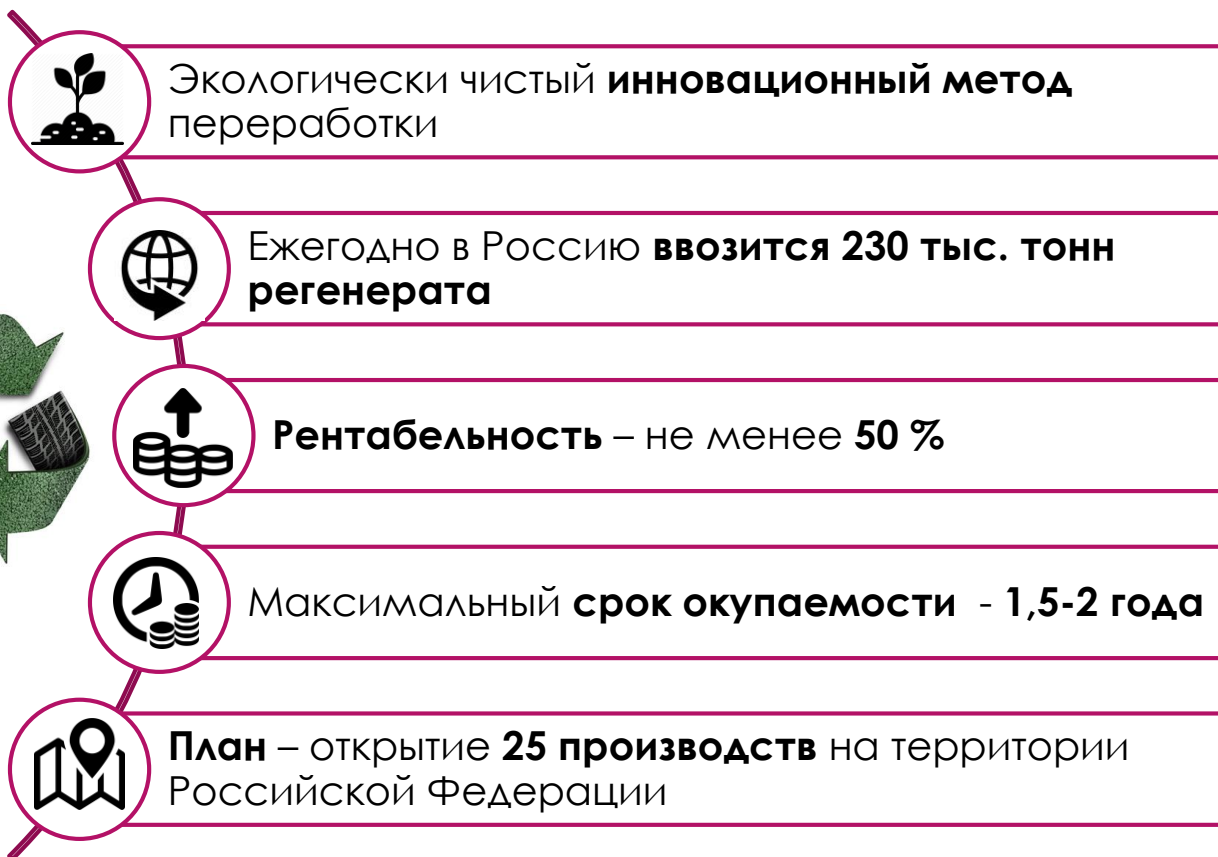 Экологически чистый инновационный метод
переработки
Ежегодно в Россию ввозится 230 тыс. тонн
регенерата
Рентабельность – не менее 50 %
Максимальный срок окупаемости - 1,5-2 года
План – открытие 25 производств на территории
Российской Федерации